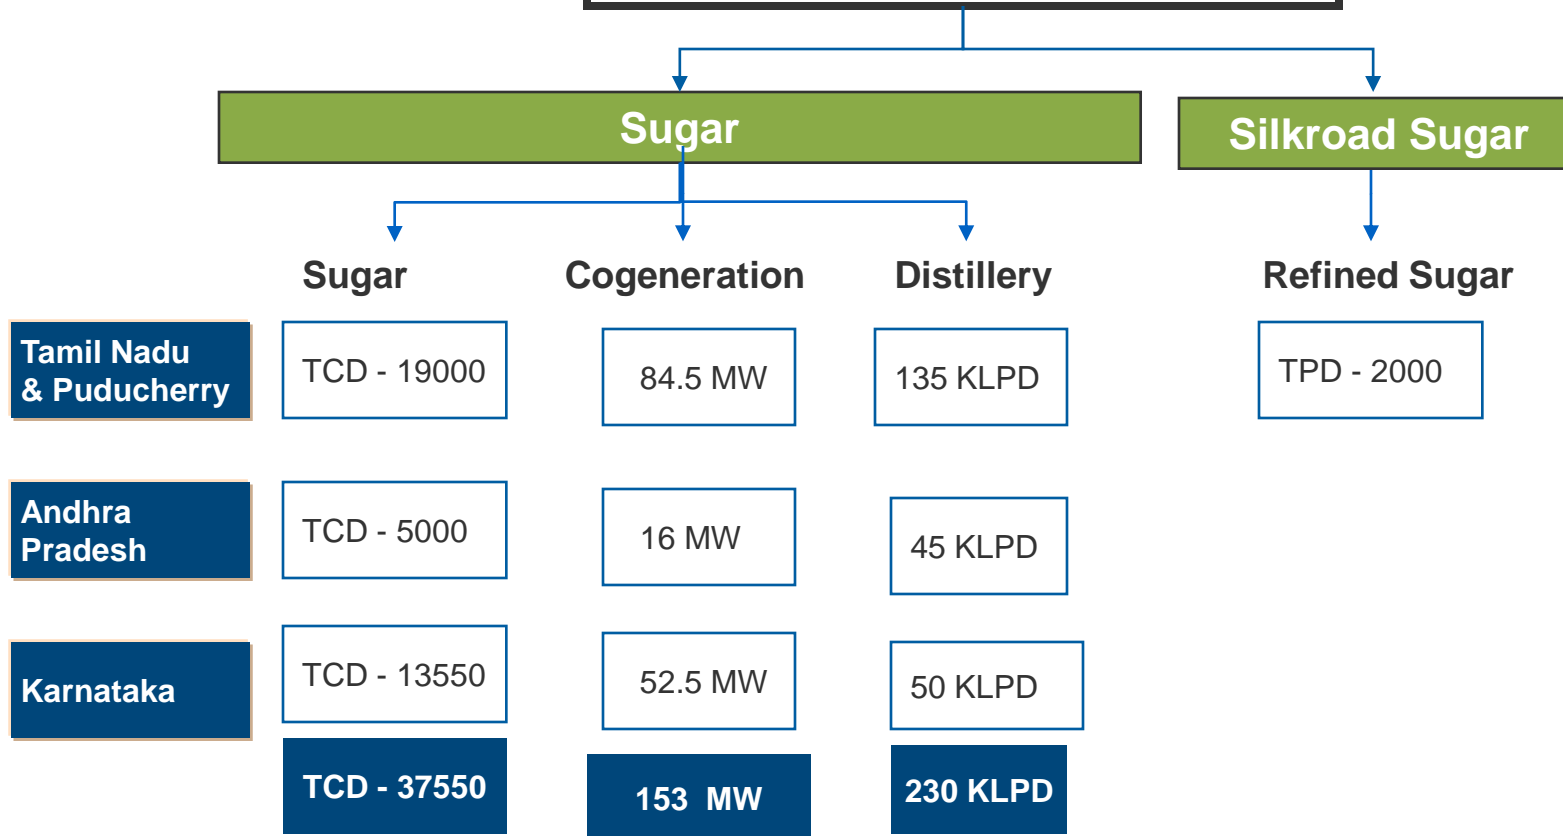 Sugar
Silkroad Sugar
Sugar
Cogeneration
Distillery
Refined Sugar
Tamil Nadu
& Puducherry
TCD - 19000
84.5 MW
135 KLPD
TPD - 2000
Andhra
Pradesh
TCD - 5000
16 MW
45 KLPD
Karnataka
TCD - 13550
52.5 MW
50 KLPD
TCD - 37550
153 MW
230 KLPD